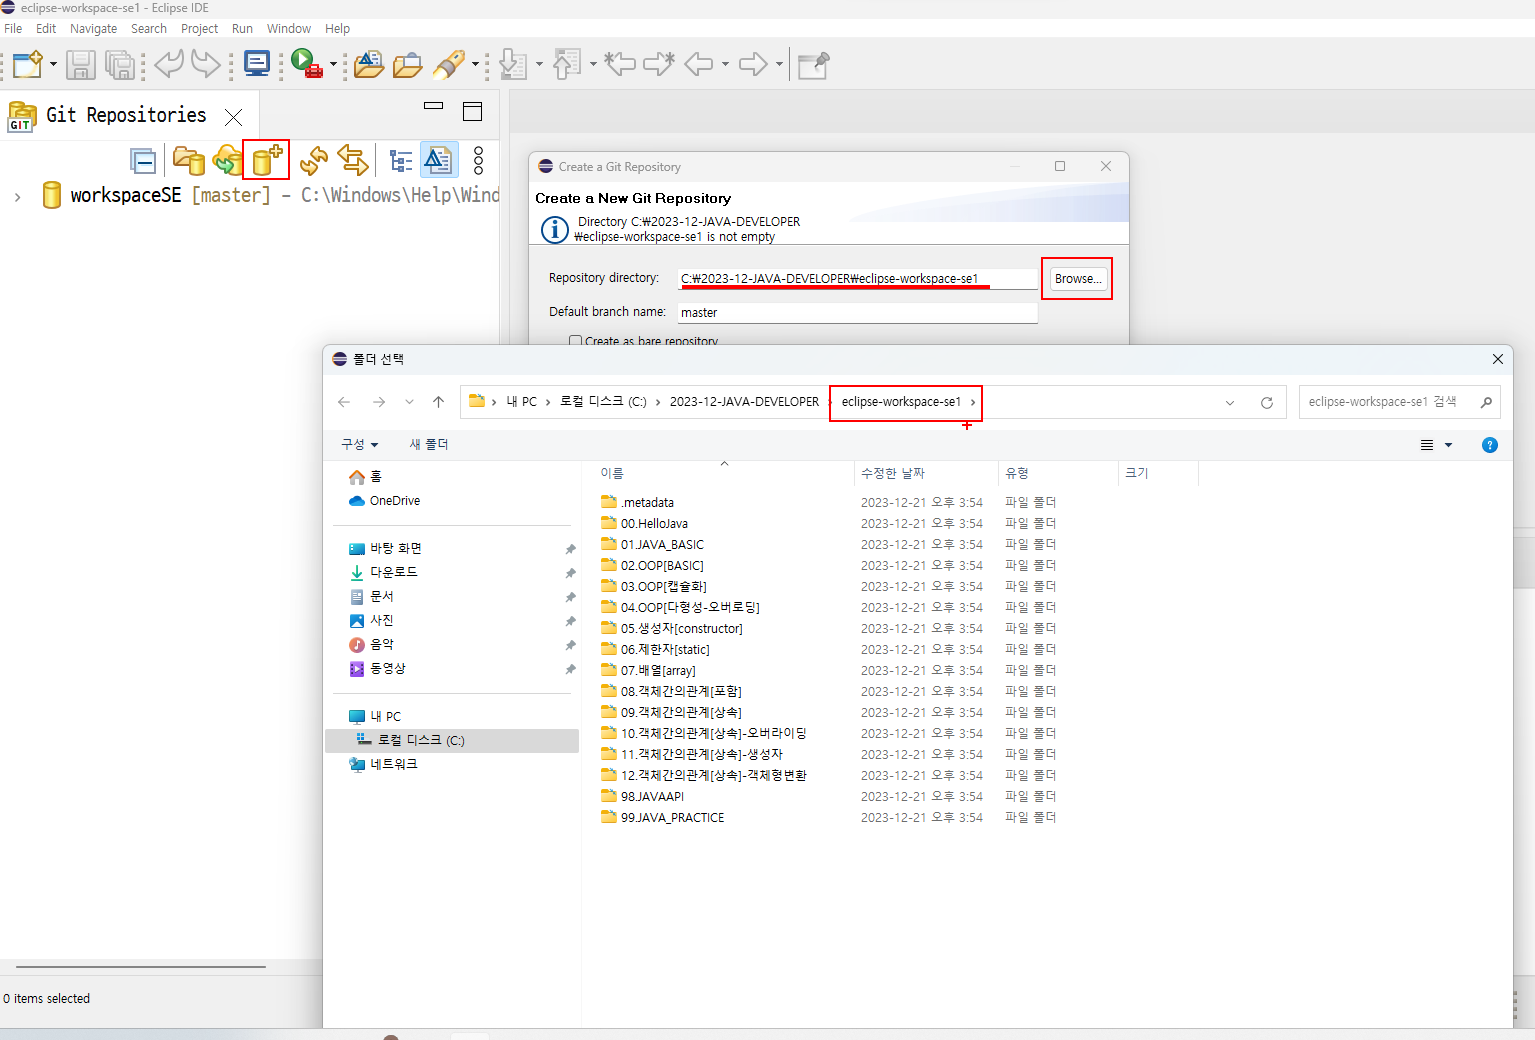 eclipse-workspace-se1 - Eclipse IDE
File Edit Navigate Search Project Run Window Help
GIT Git Repositories
workspaceSE [master] - C:\Windows\Help\Wind
Create a Git Repository
Create a New Git Repository
Directory C:₩2023-12-JAVA-DEVELOPER
₩eclipse-workspace-se1 is not empty
Repository directory: C:₩2023-12-JAVA-DEVELOPER₩eclipse-workspace-se1 Browse...
Default branch name: master
Create as bare repository
폴더 선택
내 PC › 로컬 디스크 (C:) › 2023-12-JAVA-DEVELOPER › eclipse-workspace-se1 ›
eclipse-workspace-se1 검색
구성 새 폴더
홈
OneDrive
바탕 화면
다운로드
문서
사진
음악
동영상
내 PC
로컬 디스크 (C:)
네트워크
이름 수정한 날짜 유형 크기
.metadata 2023-12-21 오후 3:54 파일 폴더
00.HelloJava 2023-12-21 오후 3:54 파일 폴더
01.JAVA_BASIC 2023-12-21 오후 3:54 파일 폴더
02.OOP[BASIC] 2023-12-21 오후 3:54 파일 폴더
03.OOP[캡슐화] 2023-12-21 오후 3:54 파일 폴더
04.OOP[다형성-오버로딩] 2023-12-21 오후 3:54 파일 폴더
05.생성자[constructor] 2023-12-21 오후 3:54 파일 폴더
06.제한자[static] 2023-12-21 오후 3:54 파일 폴더
07.배열[array] 2023-12-21 오후 3:54 파일 폴더
08.객체간의관계[포함] 2023-12-21 오후 3:54 파일 폴더
09.객체간의관계[상속] 2023-12-21 오후 3:54 파일 폴더
10.객체간의관계[상속]-오버라이딩 2023-12-21 오후 3:54 파일 폴더
11.객체간의관계[상속]-생성자 2023-12-21 오후 3:54 파일 폴더
12.객체간의관계[상속]-객체형변환 2023-12-21 오후 3:54 파일 폴더
98.JAVAAPI 2023-12-21 오후 3:54 파일 폴더
99.JAVA_PRACTICE 2023-12-21 오후 3:54 파일 폴더
0 items selected